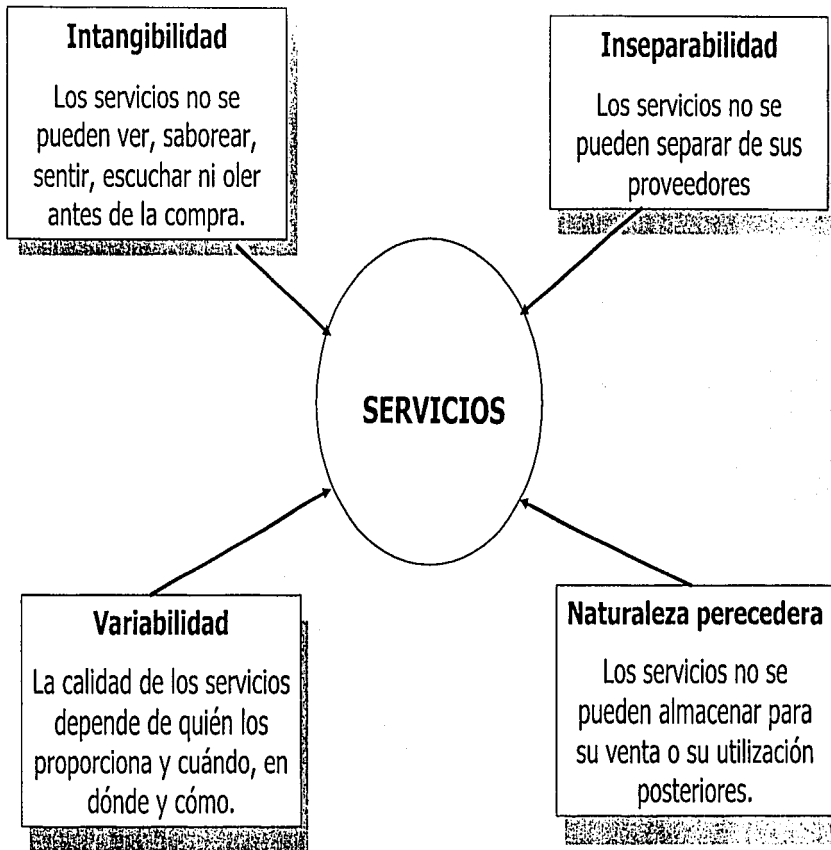 Intangibilidad
Los servicios no se
pueden ver, saborear,
sentir, escuchar ni oler
antes de la compra.
Inseparabilidad
Los servicios no se
pueden separar de sus
proveedores
SERVICIOS
Variabilidad
La calidad de los servicios
depende de quién los
proporciona y cuándo, en
dónde y cómo.
Naturaleza perecedera
Los servicios no se
pueden almacenar para
su venta o su utilización
posteriores.